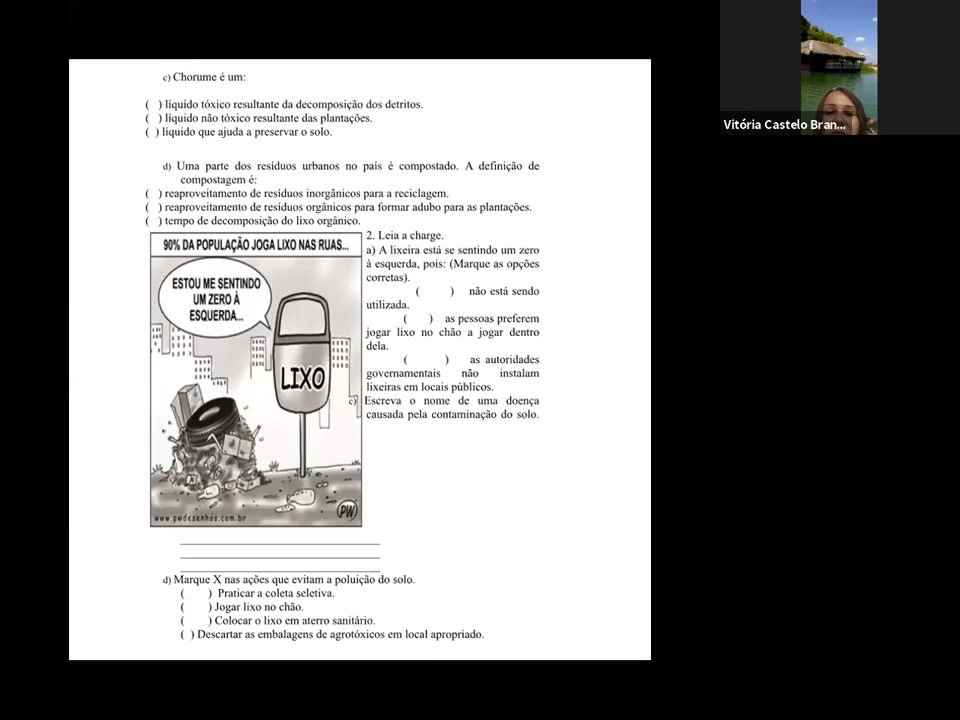 c) Chorume é um:
( ) líquido tóxico resultante da decomposição dos detritos.
( ) líquido não tóxico resultante das plantações.
( ) líquido que ajuda a preservar o solo.
d) Uma parte dos resíduos urbanos no país é compostado. A definição de
compostagem é:
( ) reaproveitamento de resíduos inorgânicos para a reciclagem.
( ) reaproveitamento de resíduos orgânicos para formar adubo para as plantações.
( ) tempo de decomposição do lixo orgânico.
90% DA POPULAÇÃO JOGA LIXO NAS RUAS...
ESTOU ME SENTINDO
UM ZERO À
ESQUERDA...
LIXO
PW
www.pwdesenhos.com.br
2. Leia a charge.
a) A lixeira está se sentindo um zero
à esquerda, pois: (Marque as opções
corretas).
( ) não está sendo
utilizada.
( ) as pessoas preferem
jogar lixo no chão a jogar dentro
dela.
( ) as autoridades
governamentais não instalam
lixeiras em locais públicos.
c) Escreva o nome de uma doença
causada pela contaminação do solo.
d) Marque X nas ações que evitam a poluição do solo.
( ) Praticar a coleta seletiva.
( ) Jogar lixo no chão.
( ) Colocar o lixo em aterro sanitário.
( ) Descartar as embalagens de agrotóxicos em local apropriado.
Vitória Castelo Bran...